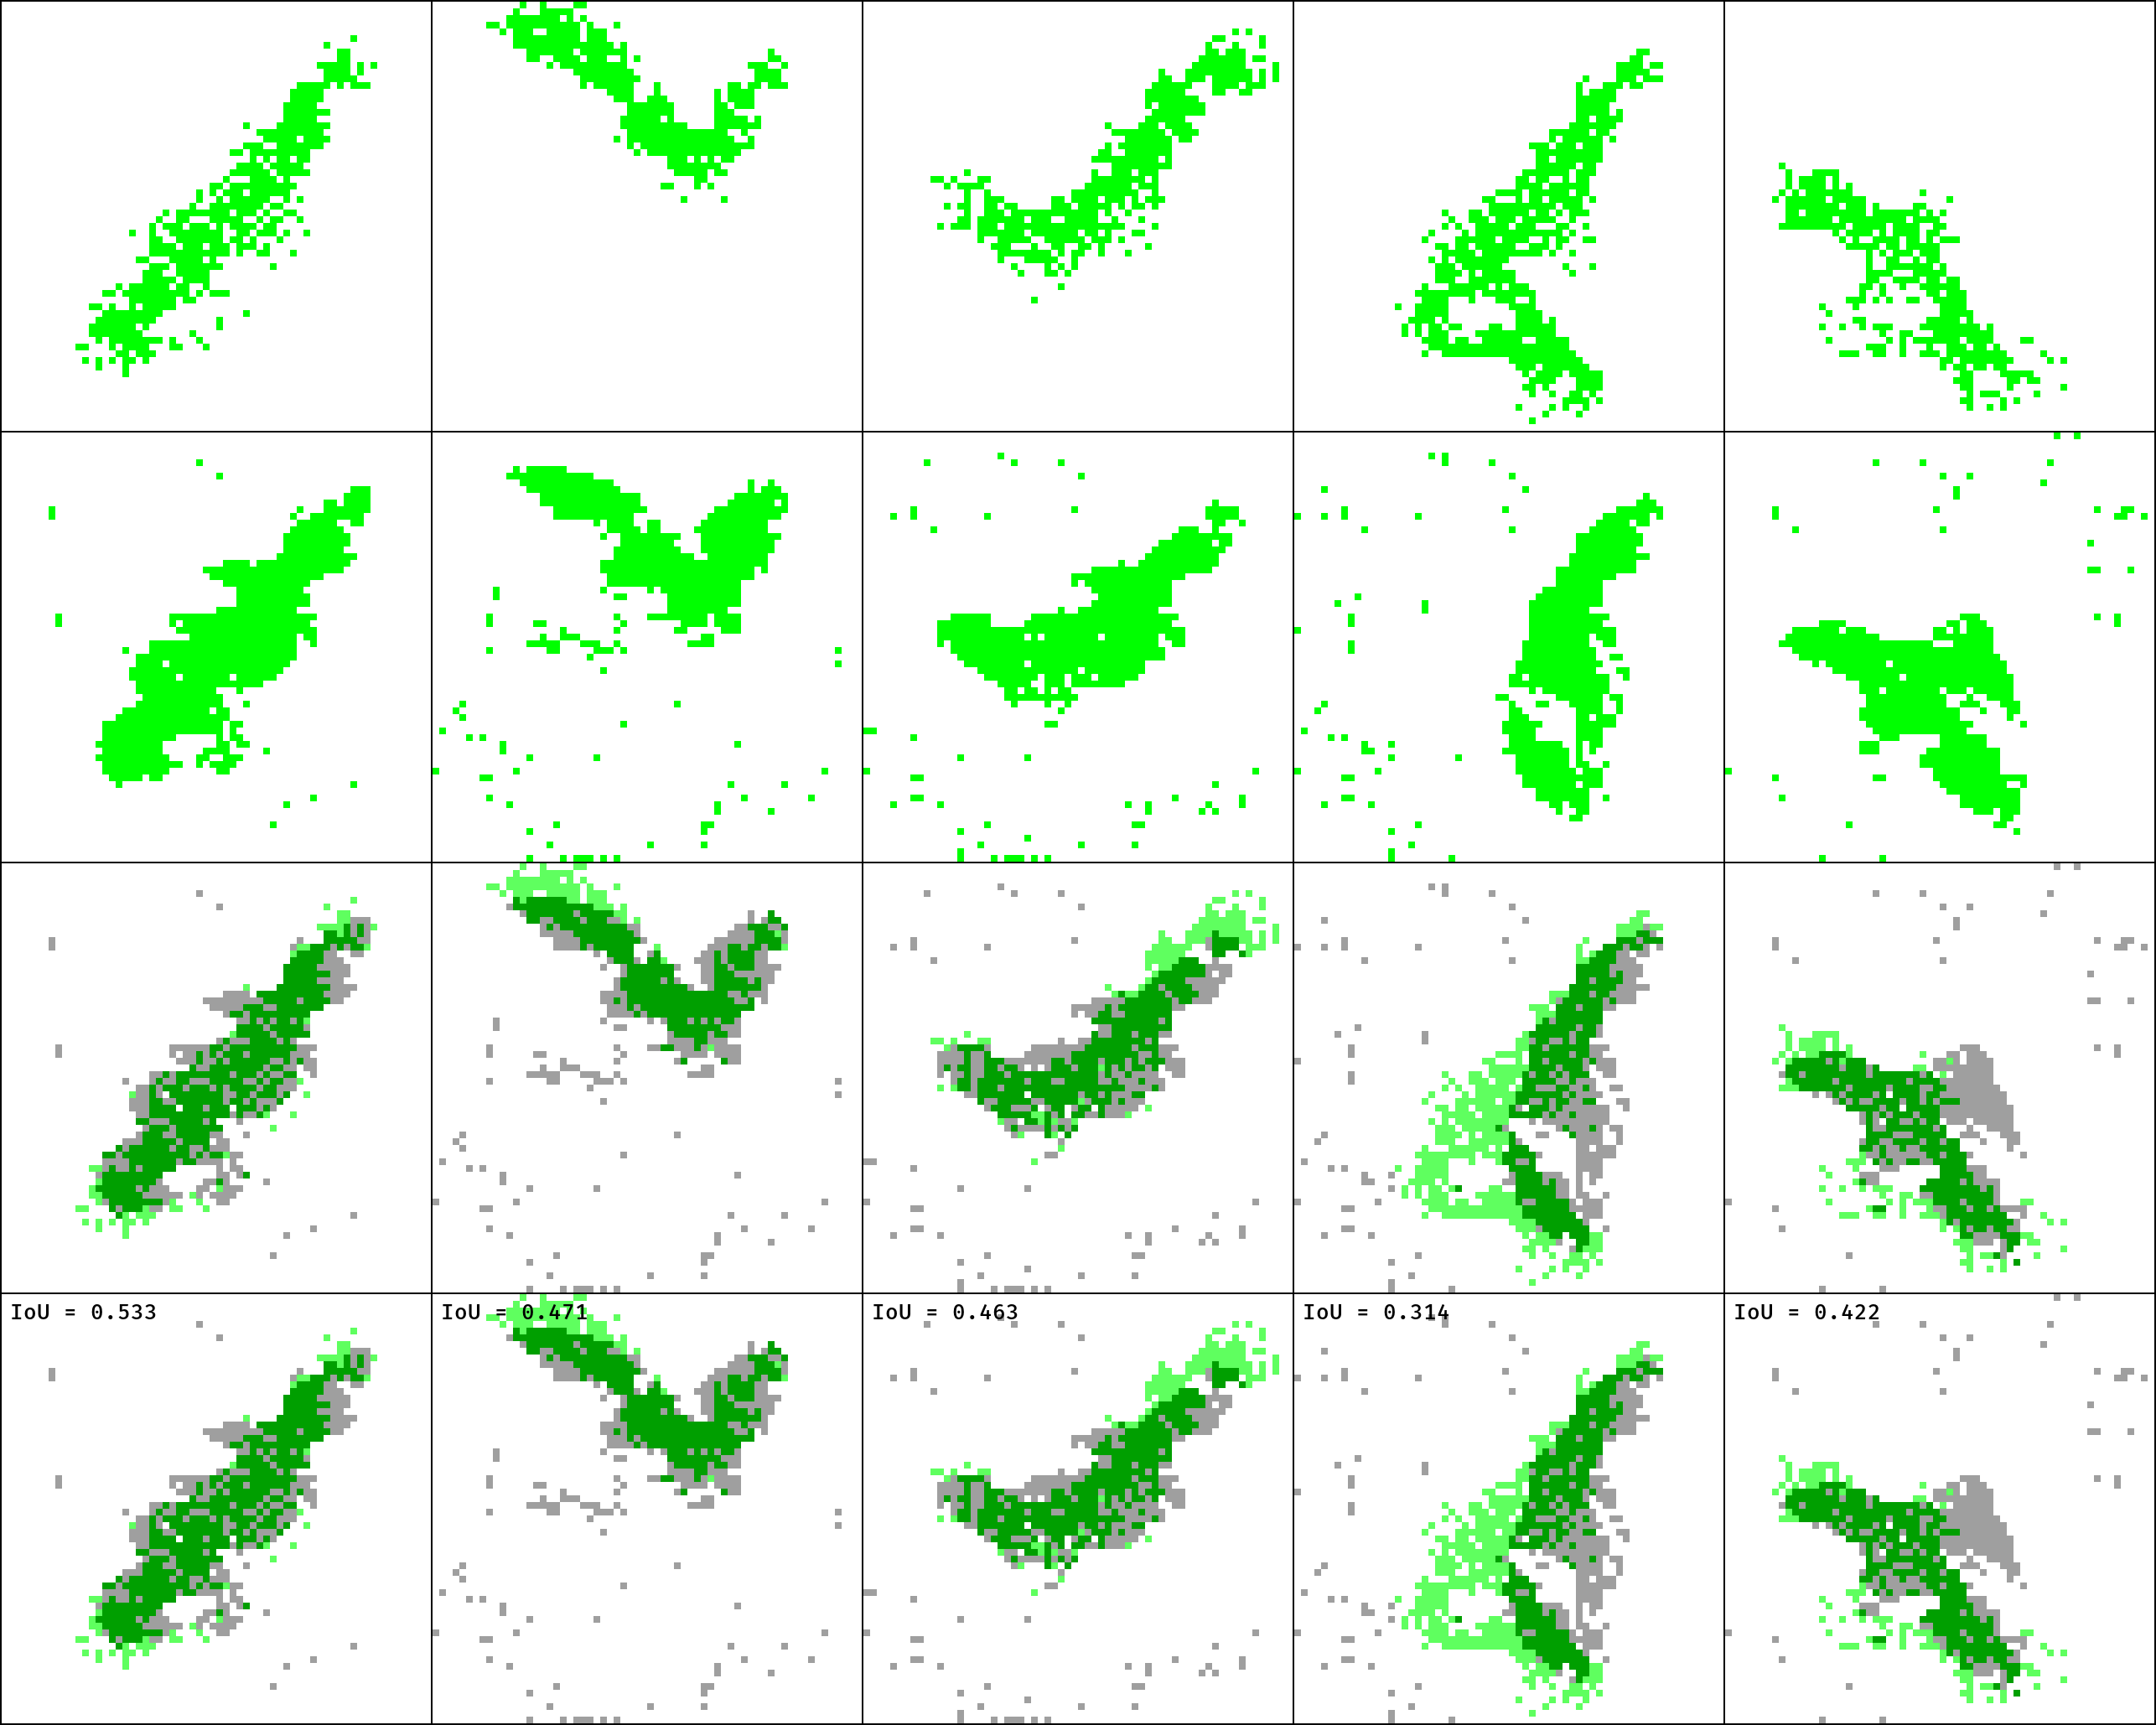 IoU = 0.533
IoU = 0.471
IoU = 0.463
IoU = 0.314
IoU = 0.422